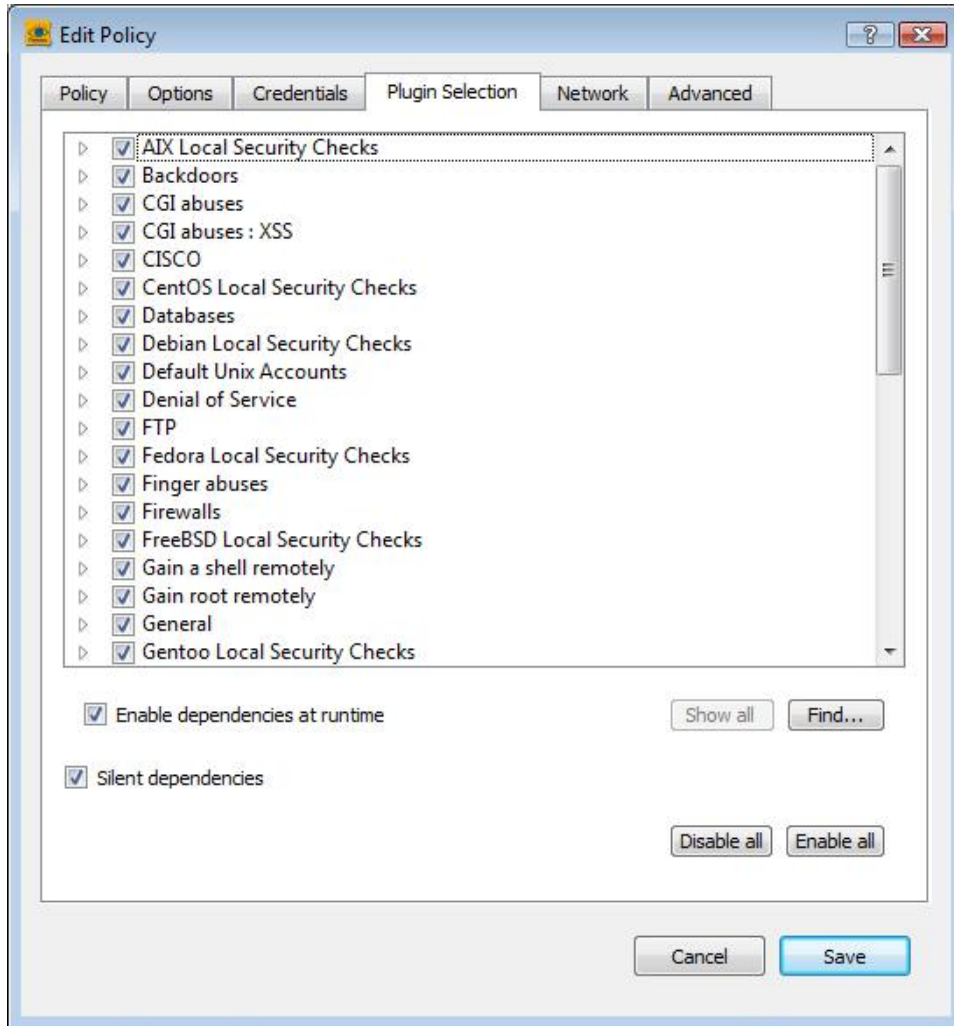 Edit Policy
Policy Options Credentials Plugin Selection Network Advanced
AIX Local Security Checks
Backdoors
CGI abuses
CGI abuses : XSS
CISCO
CentOS Local Security Checks
Databases
Debian Local Security Checks
Default Unix Accounts
Denial of Service
FTP
Fedora Local Security Checks
Finger abuses
Firewalls
FreeBSD Local Security Checks
Gain a shell remotely
Gain root remotely
General
Gentoo Local Security Checks
Enable dependencies at runtime Show all Find...
Silent dependencies
Disable all Enable all
Cancel Save